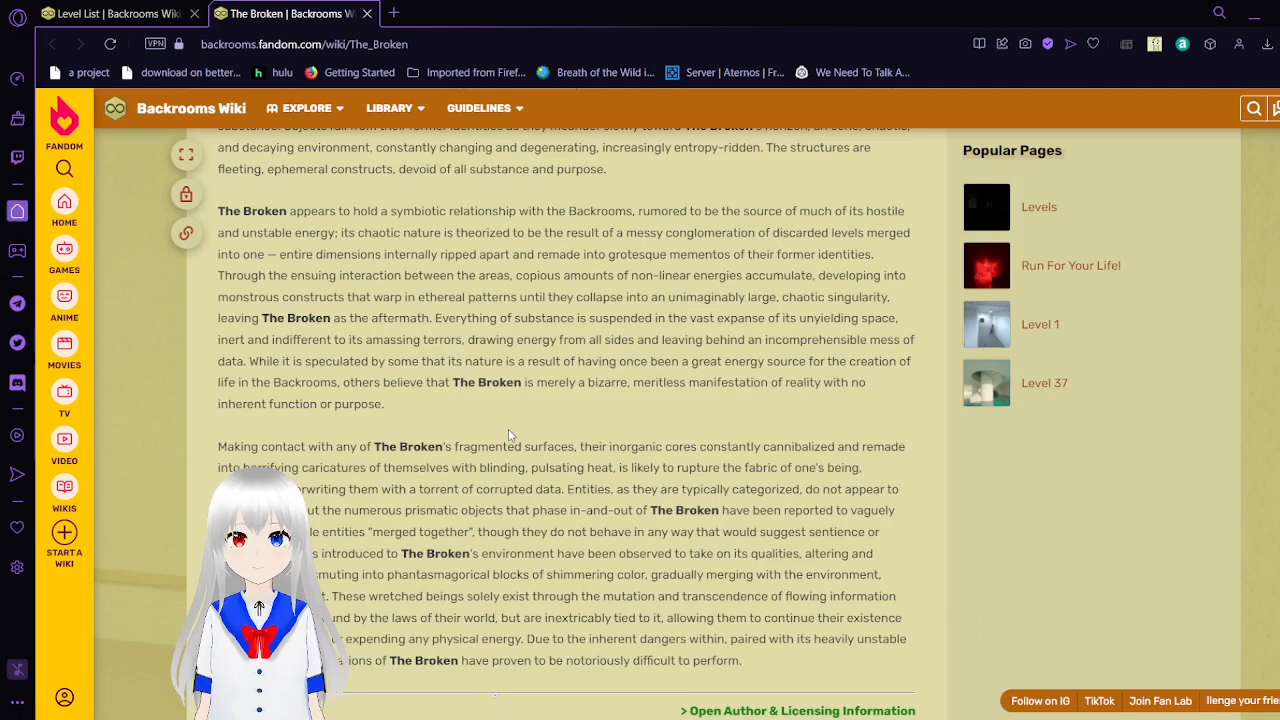 Level List | Backrooms Wiki
The Broken | Backrooms Wi
VPN
backrooms.fandom.com/wiki/The_Broken
a project
download on better...
hulu
Getting Started
Imported from Firef...
Breath of the Wild i...
Server | Aternos | Fr...
We Need To Talk A...
Backrooms Wiki
EXPLORE
LIBRARY
GUIDELINES
FANDOM
HOME
GAMES
ANIME
MOVIES
TV
VIDEO
WIKIS
START A
WIKI
and decaying environment, constantly changing and degenerating, increasingly entropy-ridden. The structures are
fleeting, ephemeral constructs, devoid of all substance and purpose.
The Broken appears to hold a symbiotic relationship with the Backrooms, rumored to be the source of much of its hostile
and unstable energy; its chaotic nature is theorized to be the result of a messy conglomeration of discarded levels merged
into one — entire dimensions internally ripped apart and remade into grotesque mementos of their former identities.
Through the ensuing interaction between the areas, copious amounts of non-linear energies accumulate, developing into
monstrous constructs that warp in ethereal patterns until they collapse into an unimaginably large, chaotic singularity,
leaving The Broken as the aftermath. Everything of substance is suspended in the vast expanse of its unyielding space,
inert and indifferent to its amassing terrors, drawing energy from all sides and leaving behind an incomprehensible mess of
data. While it is speculated by some that its nature is a result of having once been a great energy source for the creation of
life in the Backrooms, others believe that The Broken is merely a bizarre, meritless manifestation of reality with no
inherent function or purpose.
Making contact with any of The Broken's fragmented surfaces, their inorganic cores constantly cannibalized and remade
into horrifying caricatures of themselves with blinding, pulsating heat, is likely to rupture the fabric of one's being.
rwriting them with a torrent of corrupted data. Entities, as they are typically categorized, do not appear to
ut the numerous prismatic objects that phase in-and-out of The Broken have been reported to vaguely
le entities "merged together", though they do not behave in any way that would suggest sentience or
s introduced to The Broken's environment have been observed to take on its qualities, altering and
smuting into phantasmagorical blocks of shimmering color, gradually merging with the environment,
t. These wretched beings solely exist through the mutation and transcendence of flowing information
und by the laws of their world, but are inextricably tied to it, allowing them to continue their existence
r expending any physical energy. Due to the inherent dangers within, paired with its heavily unstable
ions of The Broken have proven to be notoriously difficult to perform.
> Open Author & Licensing Information
Popular Pages
Levels
Run For Your Life!
Level 1
Level 37
Follow on IG
TikTok
Join Fan Lab
llenge your frie